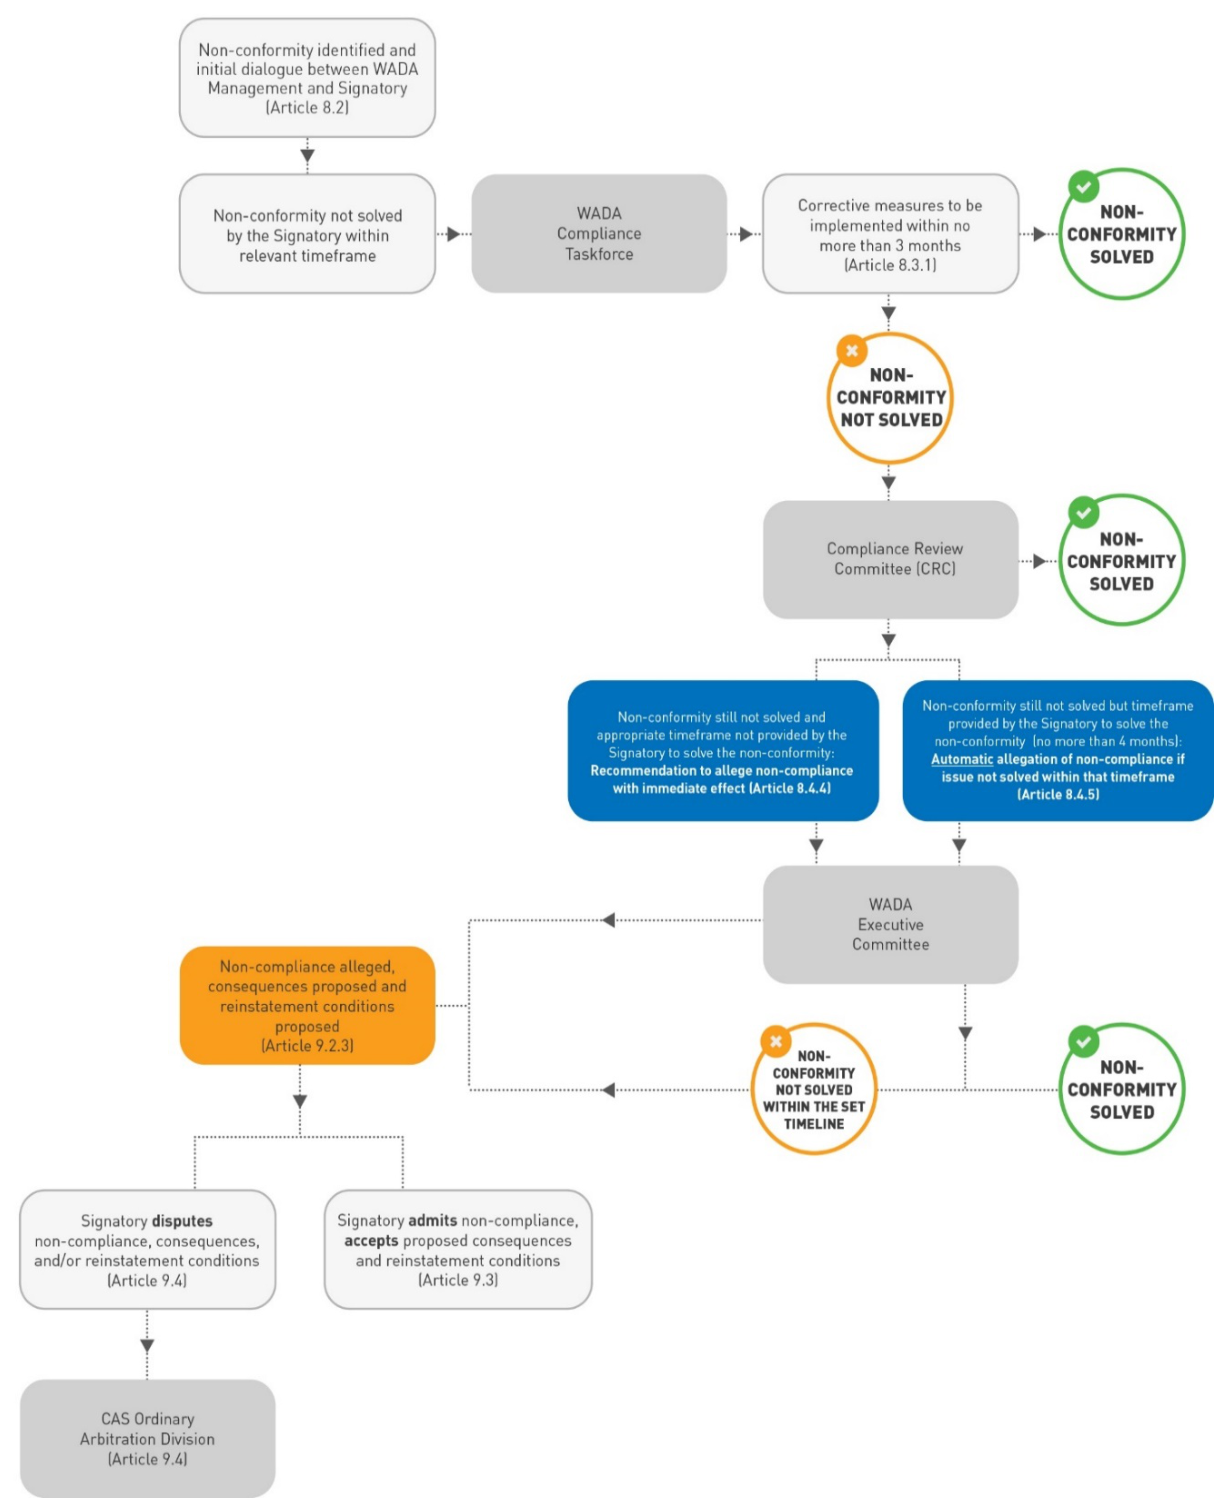 Non-conformity identified and
initial dialogue between WADA
Management and Signatory
(Article 8.2)
Non-conformity not solved
by the Signatory within
relevant timeframe
WADA
Compliance
Taskforce
Corrective measures to be
implemented within no
more than 3 months
(Article 8.3.1)
NON-
CONFORMITY
SOLVED
NON-
CONFORMITY
NOT SOLVED
Compliance Review
Committee (CRC)
NON-
CONFORMITY
SOLVED
Non-conformity still not solved and
appropriate timeframe not provided by the
Signatory to solve the non-conformity:
Recommendation to allege non-compliance
with immediate effect (Article 8.4.4)
Non-conformity still not solved but timeframe
provided by the Signatory to solve the
non-conformity (no more than 4 months):
Automatic allegation of non-compliance if
issue not solved within that timeframe
(Article 8.4.5)
WADA
Executive
Committee
Non-compliance alleged,
consequences proposed and
reinstatement conditions
proposed
(Article 9.2.3)
NON-
CONFORMITY
NOT SOLVED
WITHIN THE SET
TIMELINE
NON-
CONFORMITY
SOLVED
Signatory disputes
non-compliance, consequences,
and/or reinstatement conditions
(Article 9.4)
Signatory admits non-compliance,
accepts proposed consequences
and reinstatement conditions
(Article 9.3)
CAS Ordinary
Arbitration Division
(Article 9.4)